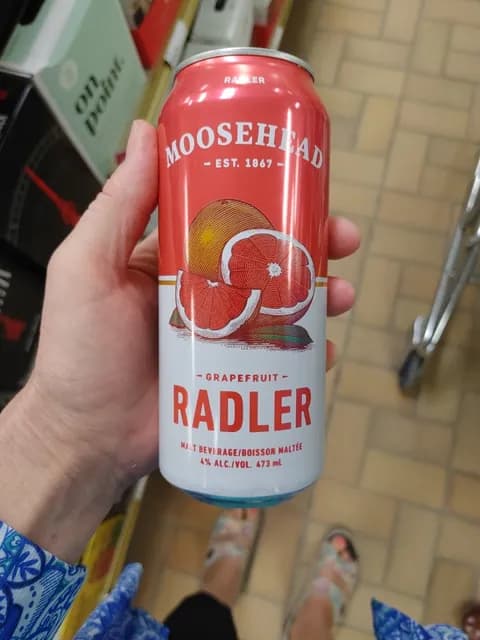 on
point.
RADLER
MOOSEHEAD
- EST. 1867 -
- GRAPEFRUIT -
RADLER
MALT BEVERAGE/BOISSON MALTÉE
4% ALC./VOL. 473 mL